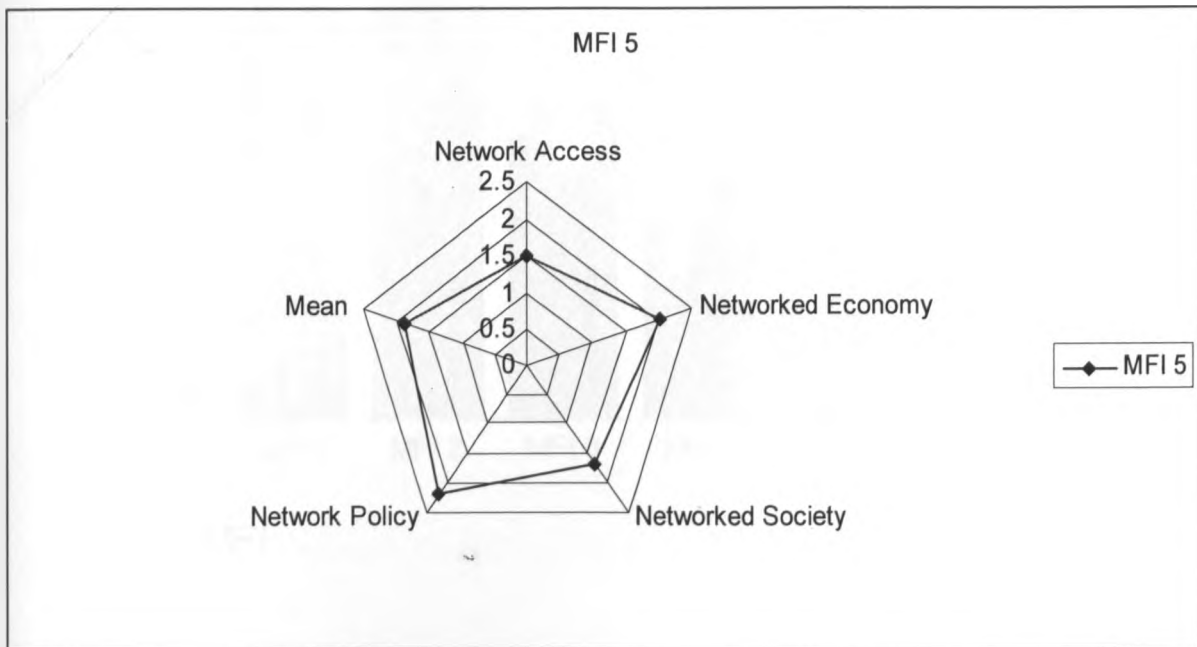 MFI 5
Network Access
2.5
2
1.5
1
0.5
0
Networked Economy
Networked Society
Network Policy
Mean
MFI 5